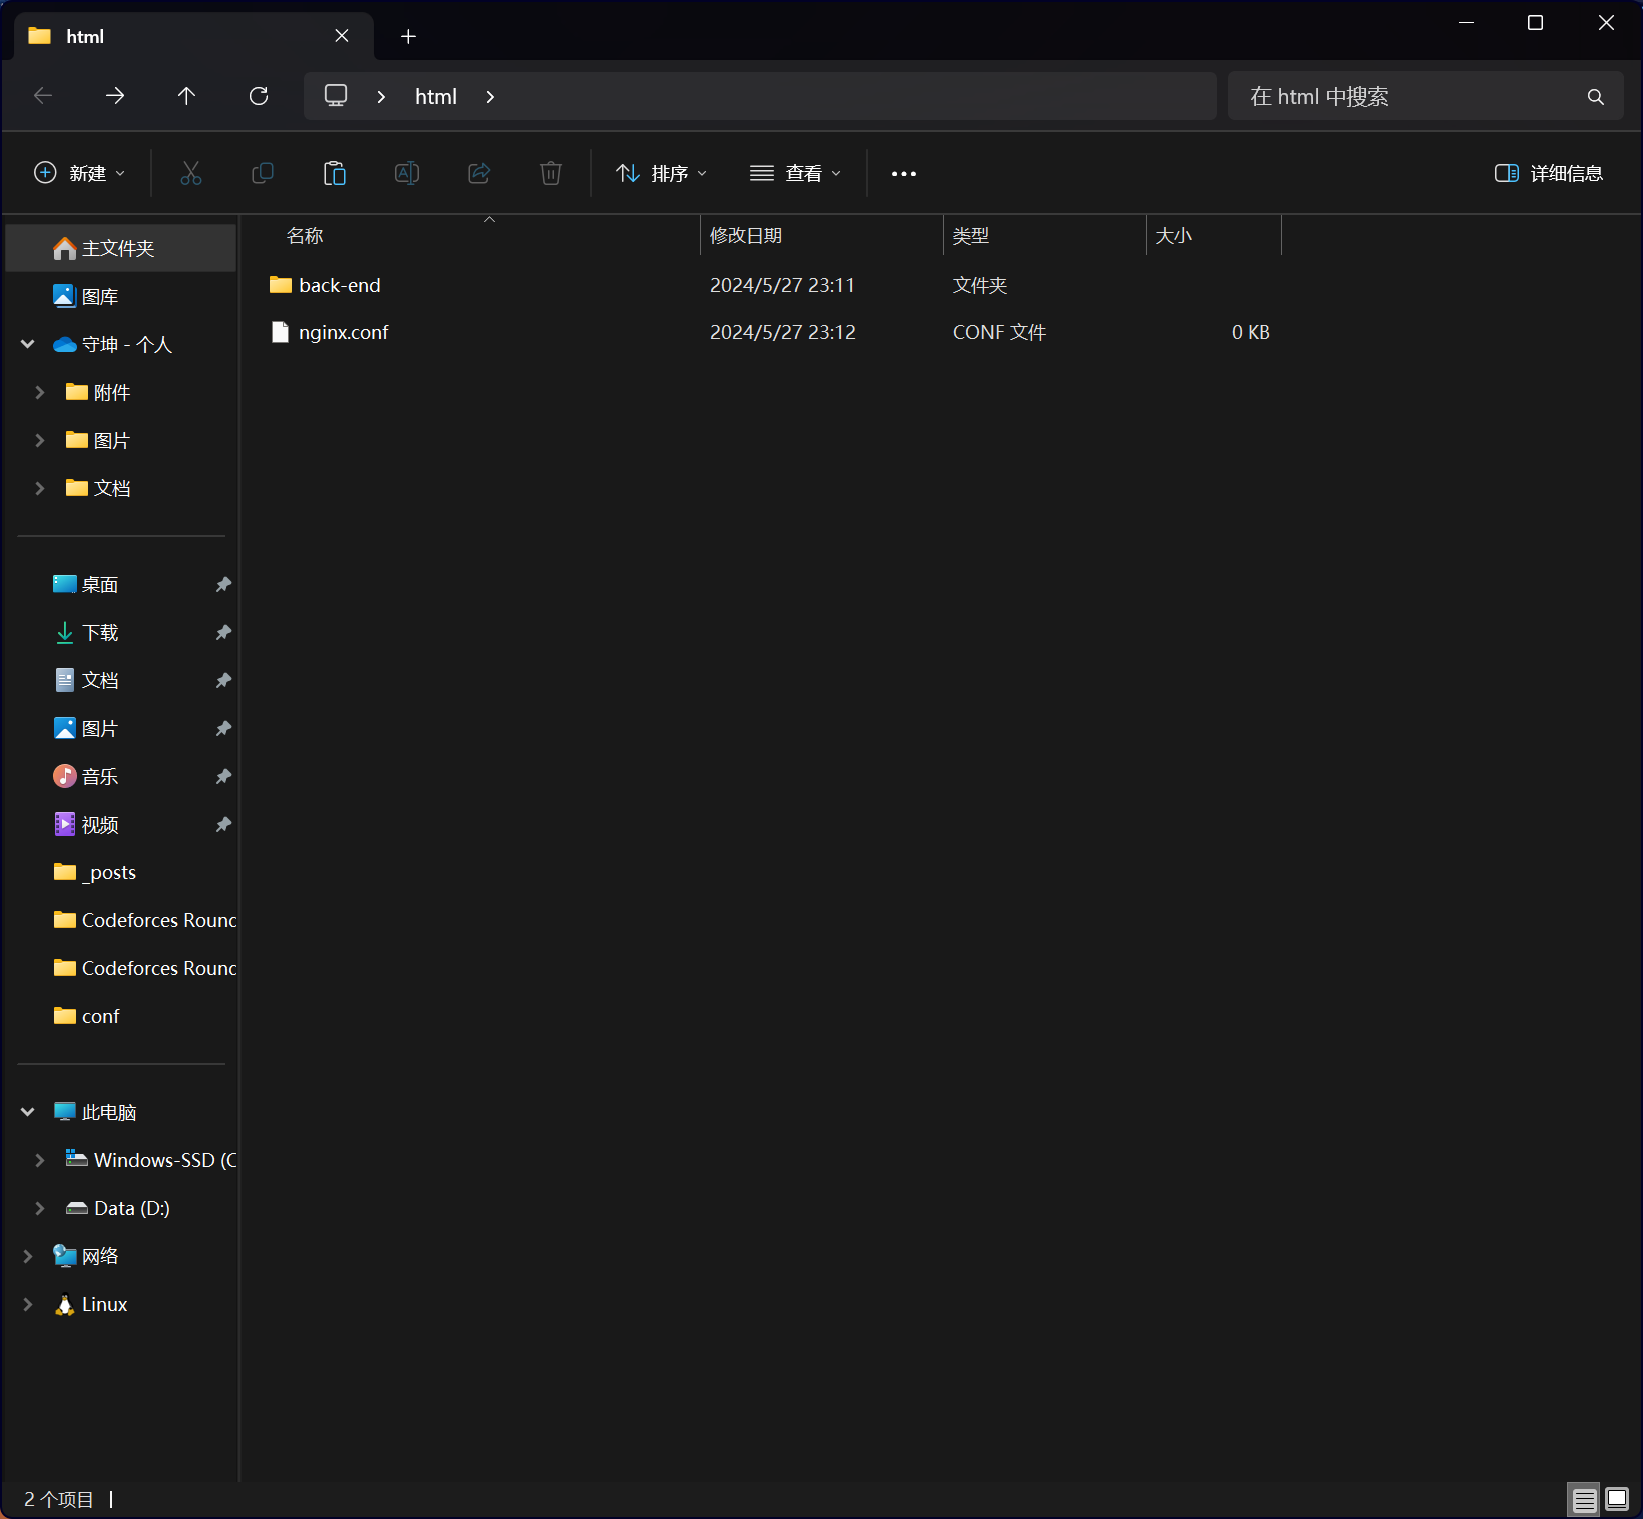 html
html
在 html 中搜索
新建
排序
查看
详细信息
主文件夹
图库
守坤 - 个人
附件
图片
文档
桌面
下载
文档
图片
音乐
视频
_posts
Codeforces Round
Codeforces Round
conf
此电脑
Windows-SSD (C
Data (D:)
网络
Linux
名称 修改日期 类型 大小
back-end 2024/5/27 23:11 文件夹
nginx.conf 2024/5/27 23:12 CONF 文件 0 KB
2 个项目